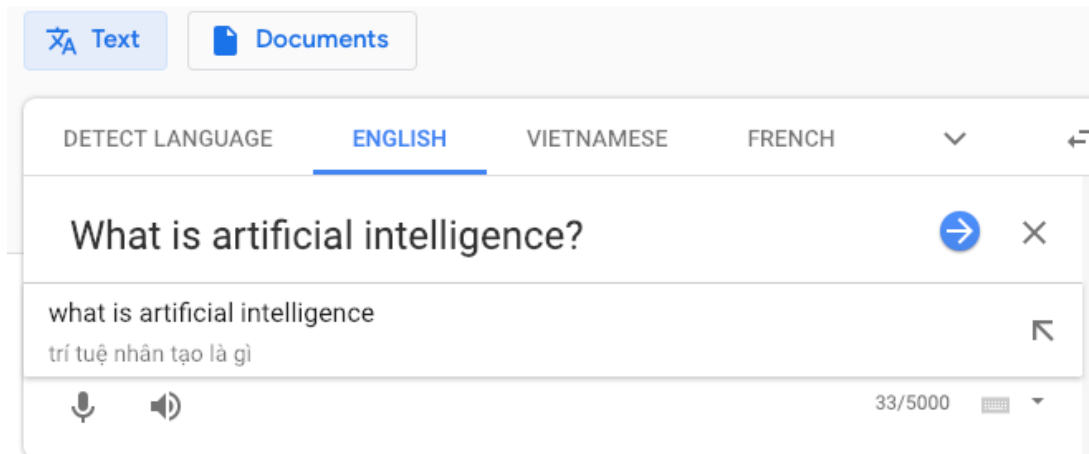 Text
Documents
DETECT LANGUAGE ENGLISH VIETNAMESE FRENCH
What is artificial intelligence?
what is artificial intelligence
trí tuệ nhân tạo là gì
33/5000